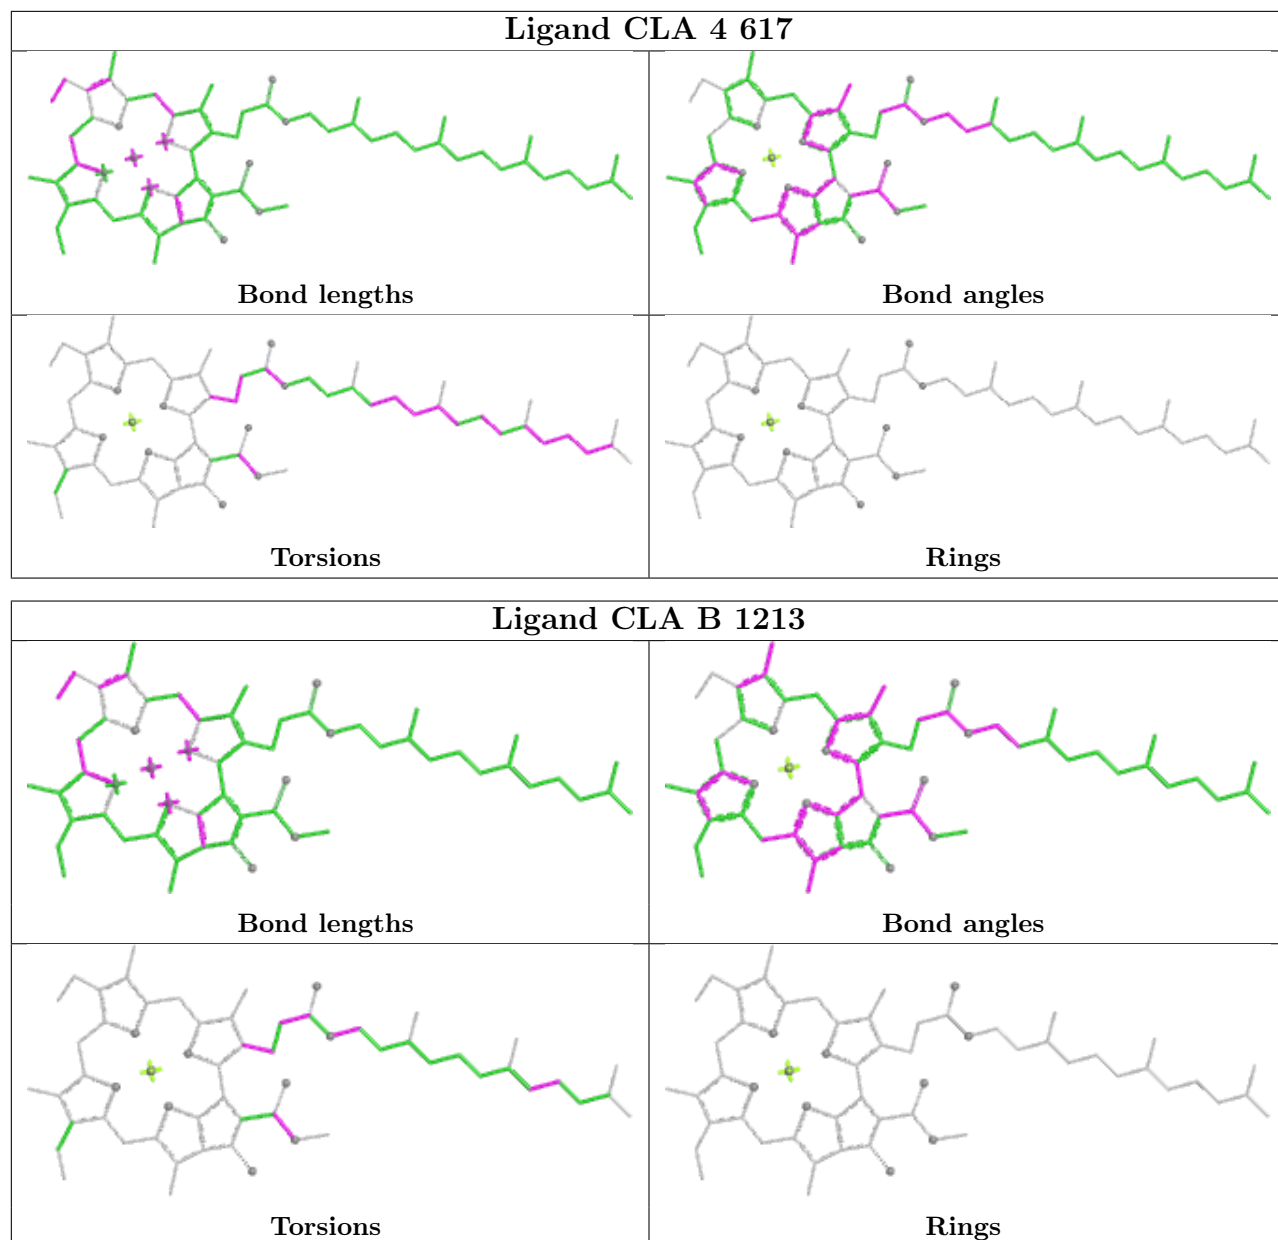 Ligand CLA 4 617
Bond lengths
Bond angles
Torsions
Rings
Ligand CLA B 1213
Bond lengths
Bond angles
Torsions
Rings